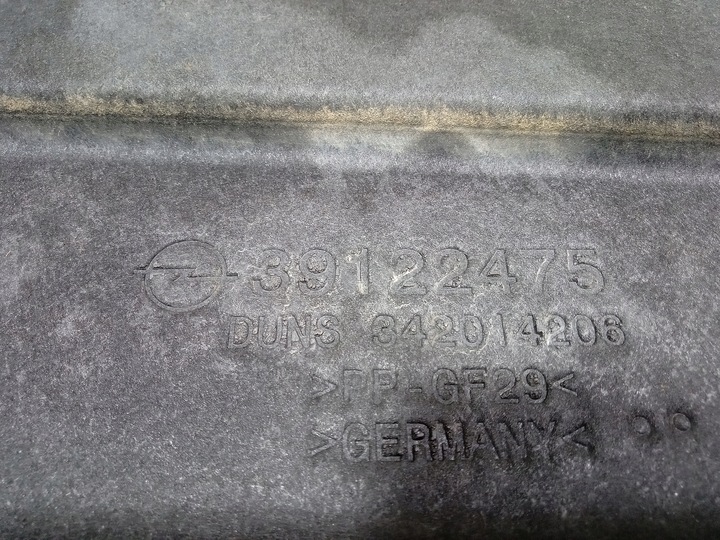 39122475
DUNS 342014206
>PP-GF29<
>GERMANY<